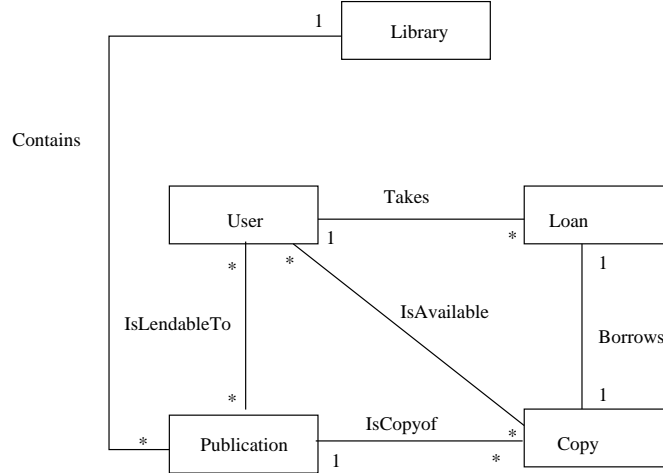 1
Library
Contains
User
Takes
Loan
1
*
*
*
1
IsLendableTo
IsAvailable
Borrows
*
1
*
Publication
IsCopyof
*
Copy
1
*